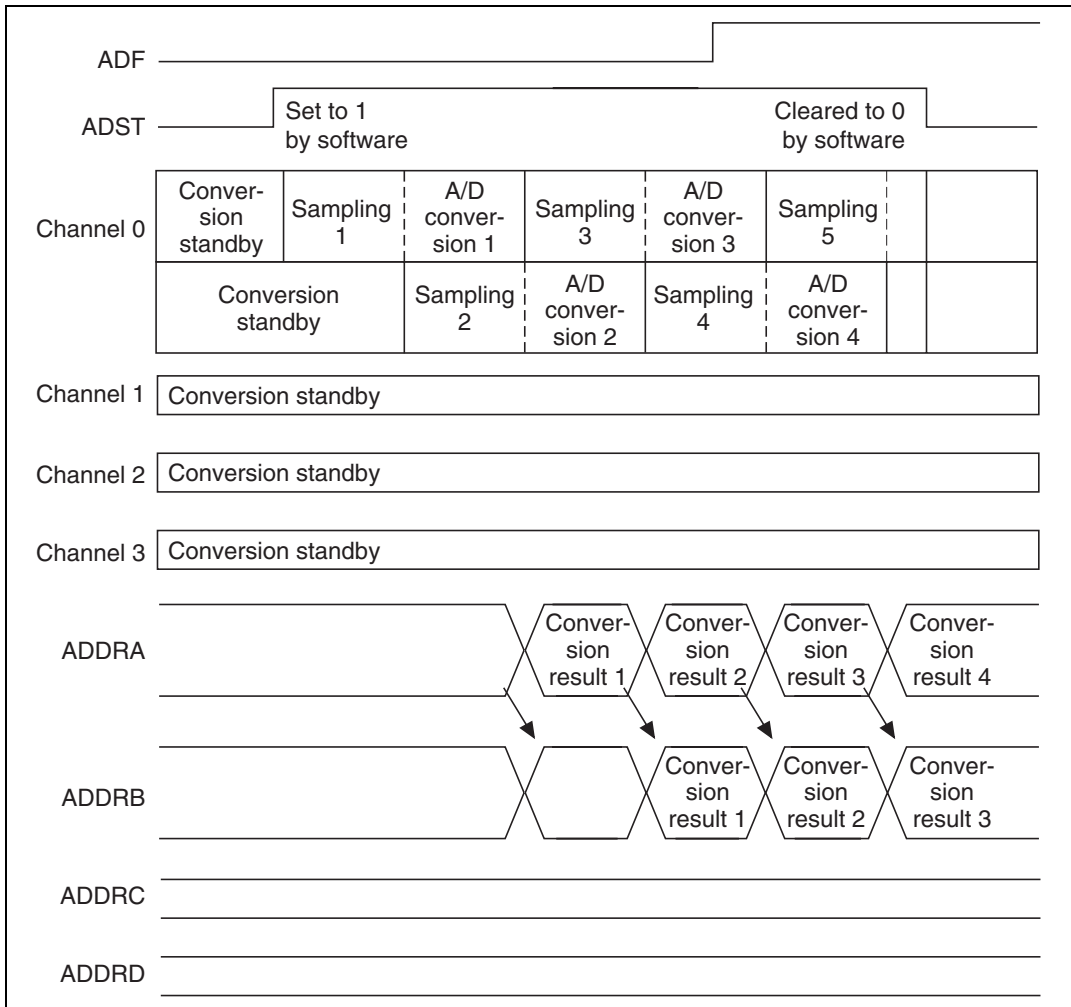 ADF
ADST
Set to 1
by software
Cleared to 0
by software
Channel 0
Conver-
sion
standby
Sampling
1
A/D
conver-
sion 1
Sampling
3
A/D
conver-
sion 3
Sampling
5
Conversion
standby
Sampling
2
A/D
conver-
sion 2
Sampling
4
A/D
conver-
sion 4
Channel 1
Conversion standby
Channel 2
Conversion standby
Channel 3
Conversion standby
ADDRA
Conver-
sion
result 1
Conver-
sion
result 2
Conver-
sion
result 3
Conver-
sion
result 4
ADDRB
Conver-
sion
result 1
Conver-
sion
result 2
Conver-
sion
result 3
ADDRC
ADDRD